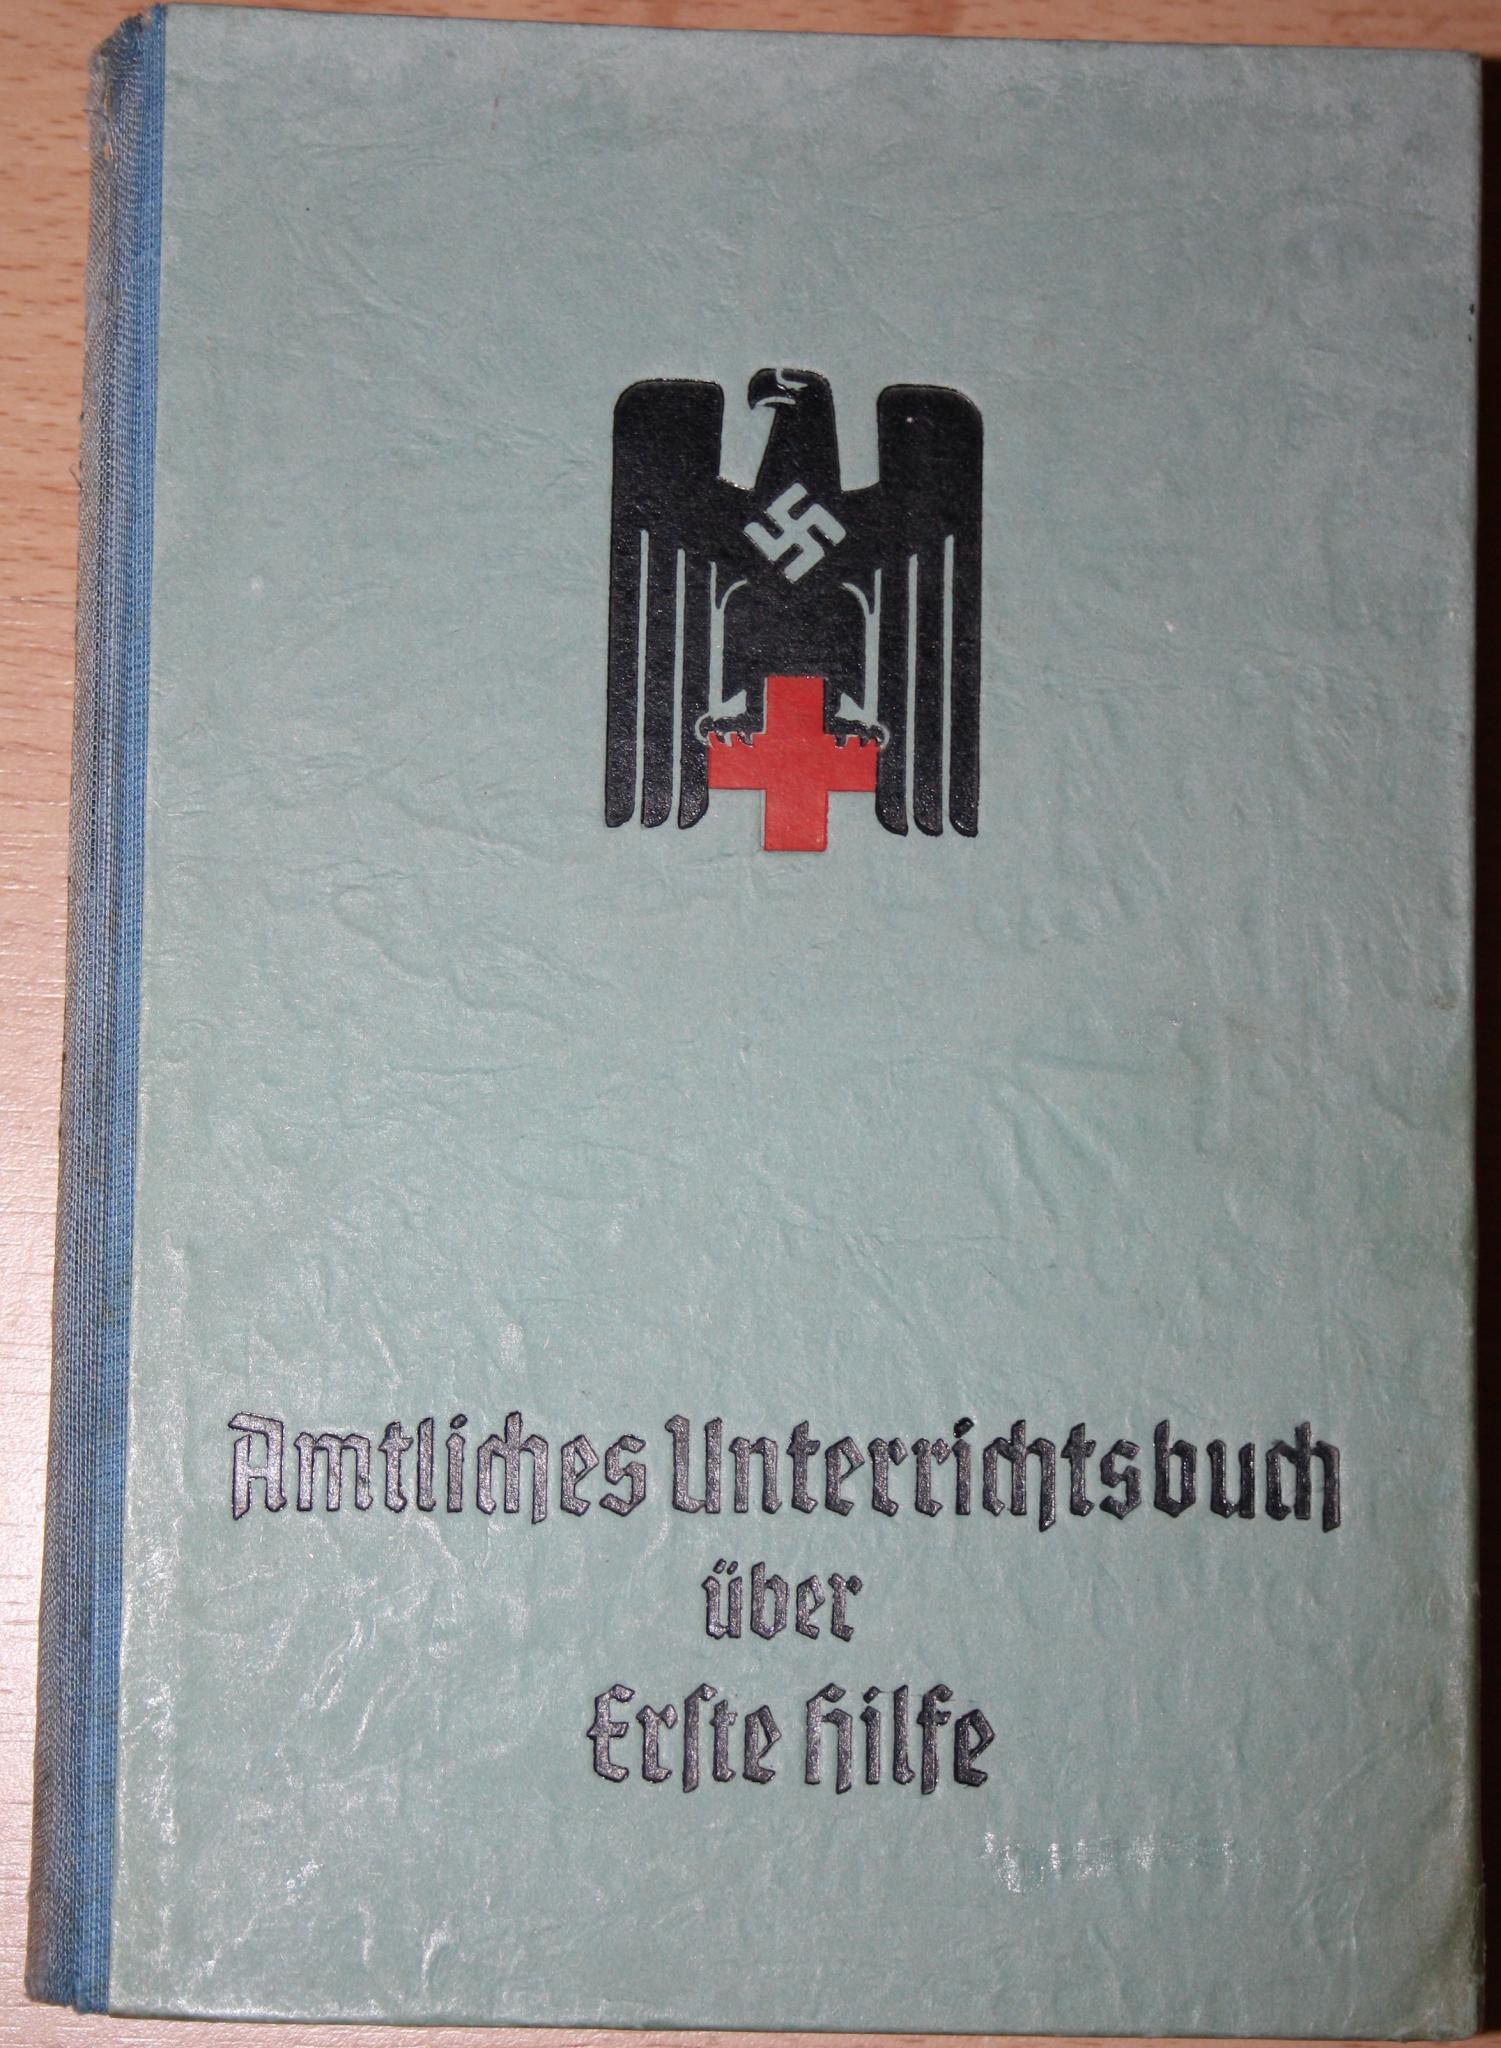 Amtliches Unterrichtsbuch
über
Erſte Hilfe